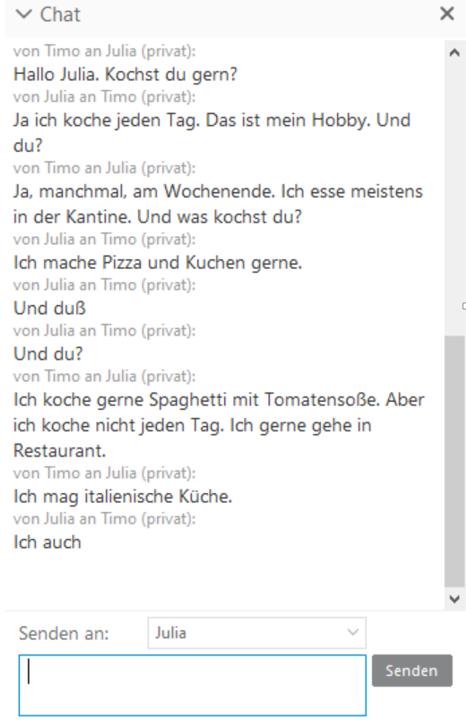 Chat
von Timo an Julia (privat):
Hallo Julia. Kochst du gern?
von Julia an Timo (privat):
Ja ich koche jeden Tag. Das ist mein Hobby. Und
du?
von Timo an Julia (privat):
Ja, manchmal, am Wochenende. Ich esse meistens
in der Kantine. Und was kochst du?
von Julia an Timo (privat):
Ich mache Pizza und Kuchen gerne.
von Julia an Timo (privat):
Und duß
von Julia an Timo (privat):
Und du?
von Timo an Julia (privat):
Ich koche gerne Spaghetti mit Tomatensoße. Aber
ich koche nicht jeden Tag. Ich gerne gehe in
Restaurant.
von Timo an Julia (privat):
Ich mag italienische Küche.
von Julia an Timo (privat):
Ich auch
Senden an: Julia
Senden